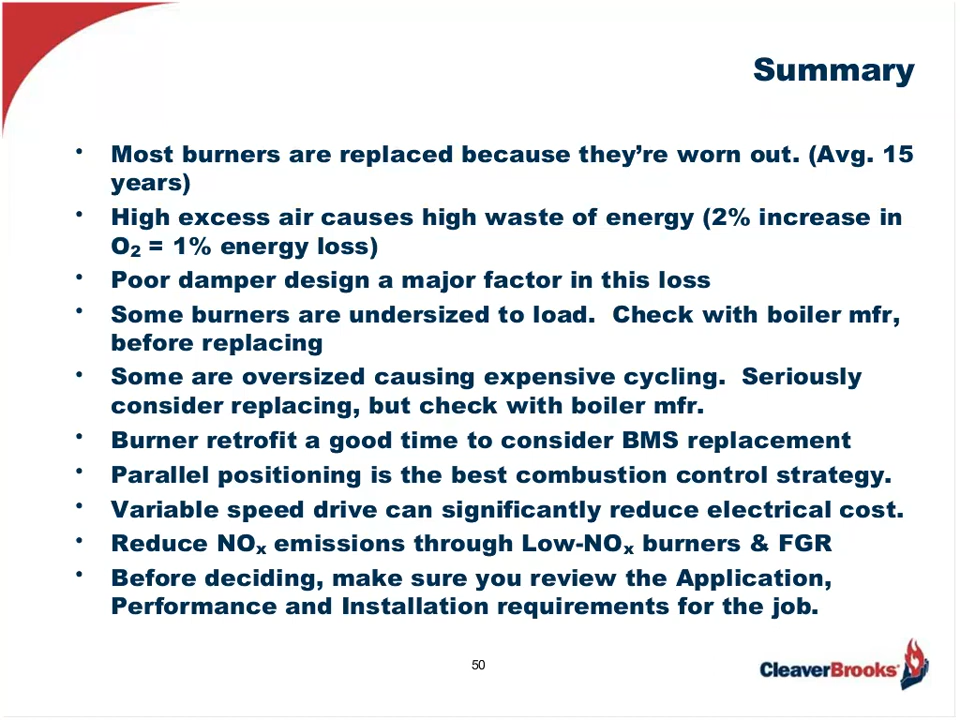 Summary
• Most burners are replaced because they’re worn out. (Avg. 15
years)
• High excess air causes high waste of energy (2% increase in
O₂ = 1% energy loss)
• Poor damper design a major factor in this loss
• Some burners are undersized to load.  Check with boiler mfr,
before replacing
• Some are oversized causing expensive cycling.  Seriously
consider replacing, but check with boiler mfr.
• Burner retrofit a good time to consider BMS replacement
• Parallel positioning is the best combustion control strategy.
• Variable speed drive can significantly reduce electrical cost.
• Reduce NOₓ emissions through Low-NOₓ burners & FGR
• Before deciding, make sure you review the Application,
Performance and Installation requirements for the job.
50
CleaverBrooks